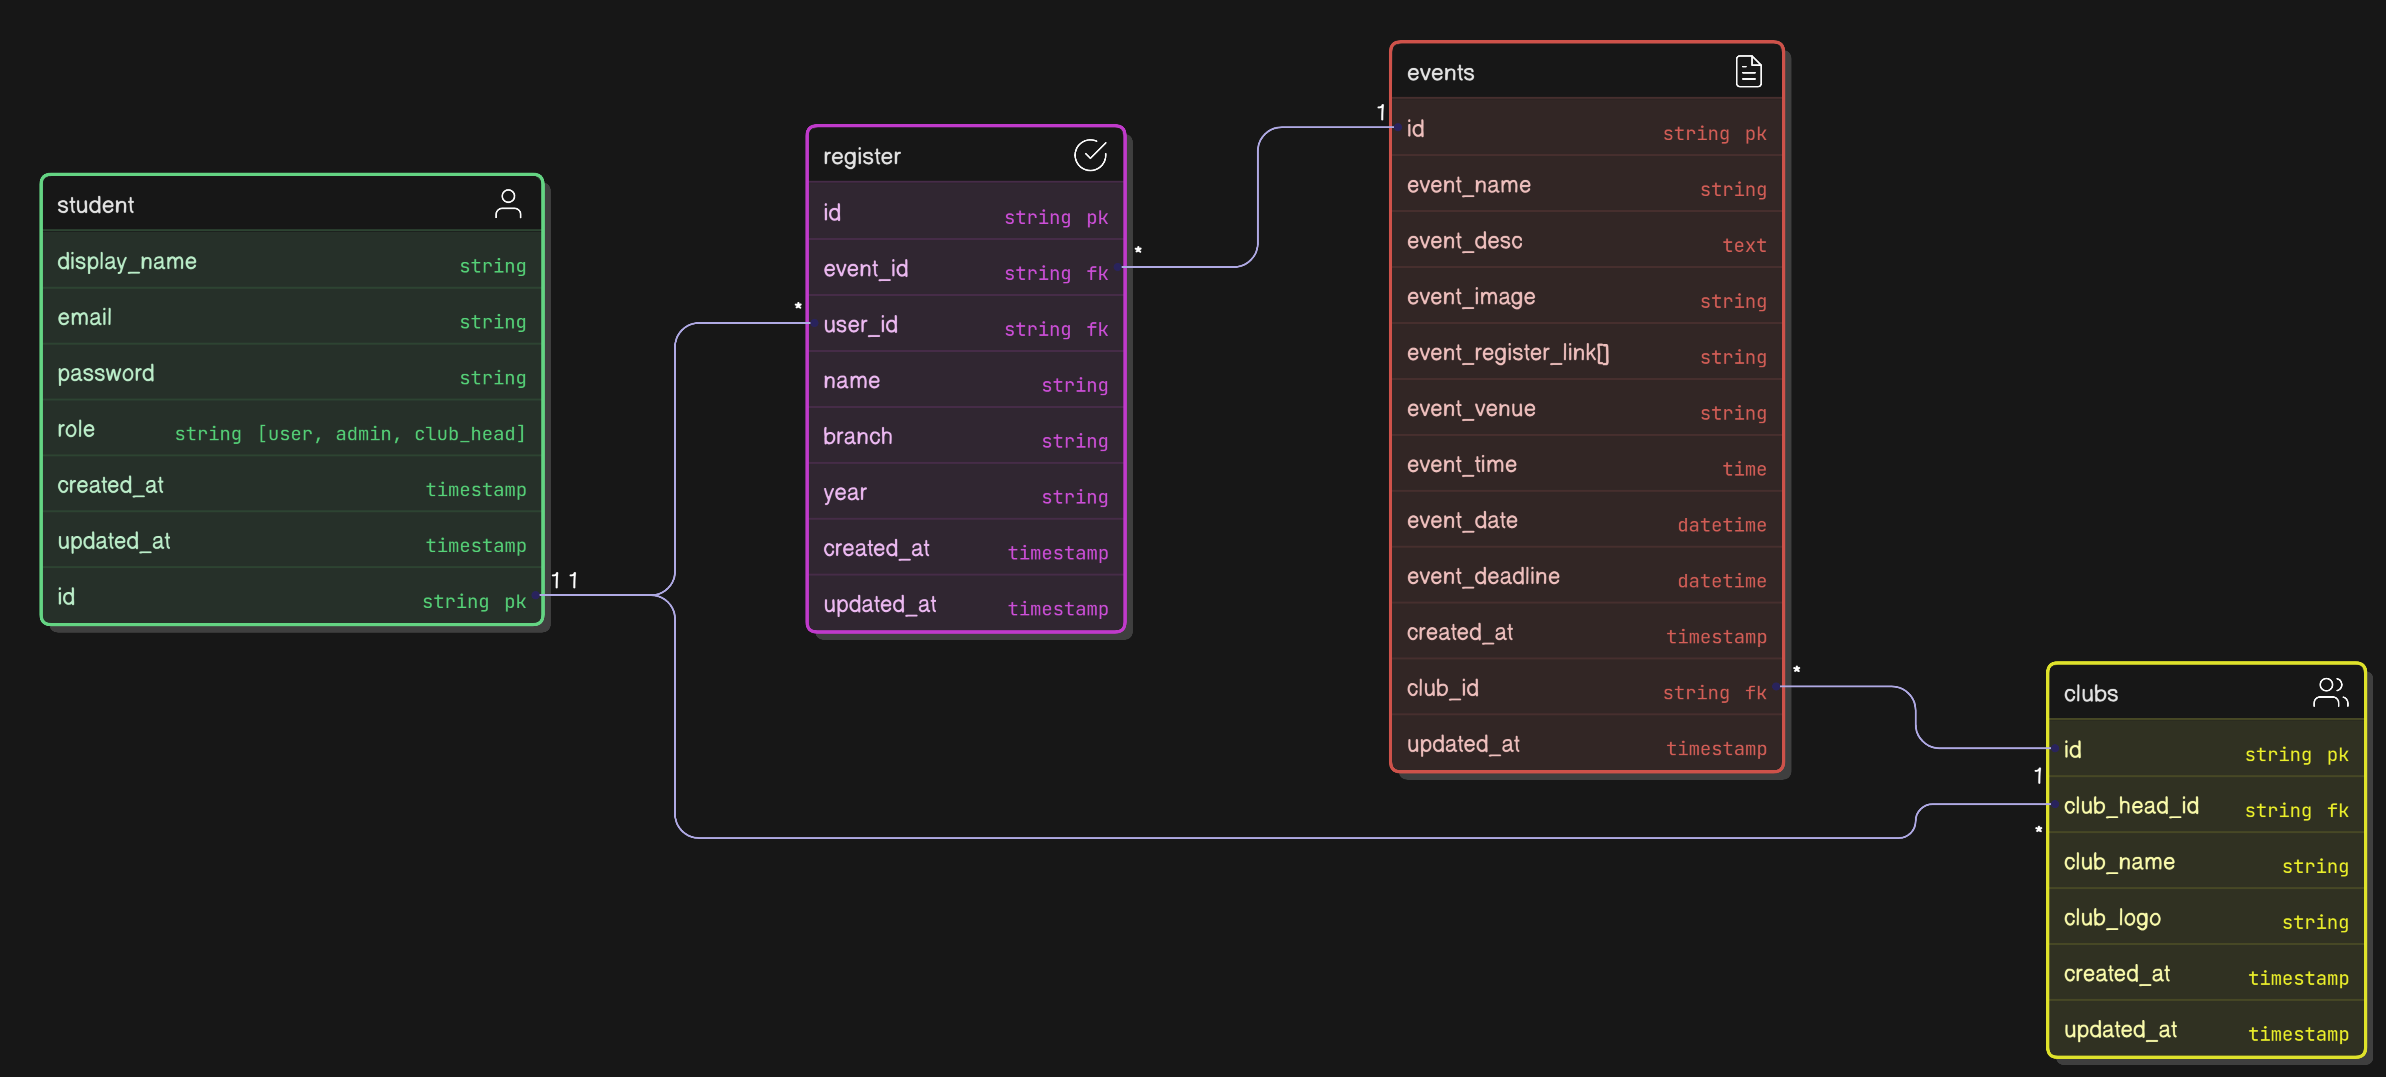 student
display_name string
email string
password string
role string [user, admin, club_head]
created_at timestamp
updated_at timestamp
id string pk
1 1
register
id string pk
event_id string fk
*
*
user_id string fk
name string
branch string
year string
created_at timestamp
updated_at timestamp
events
1
id string pk
event_name string
event_desc text
event_image string
event_register_link[] string
event_venue string
event_time time
event_date datetime
event_deadline datetime
created_at timestamp
*
club_id string fk
updated_at timestamp
clubs
id string pk
1
club_head_id string fk
*
club_name string
club_logo string
created_at timestamp
updated_at timestamp